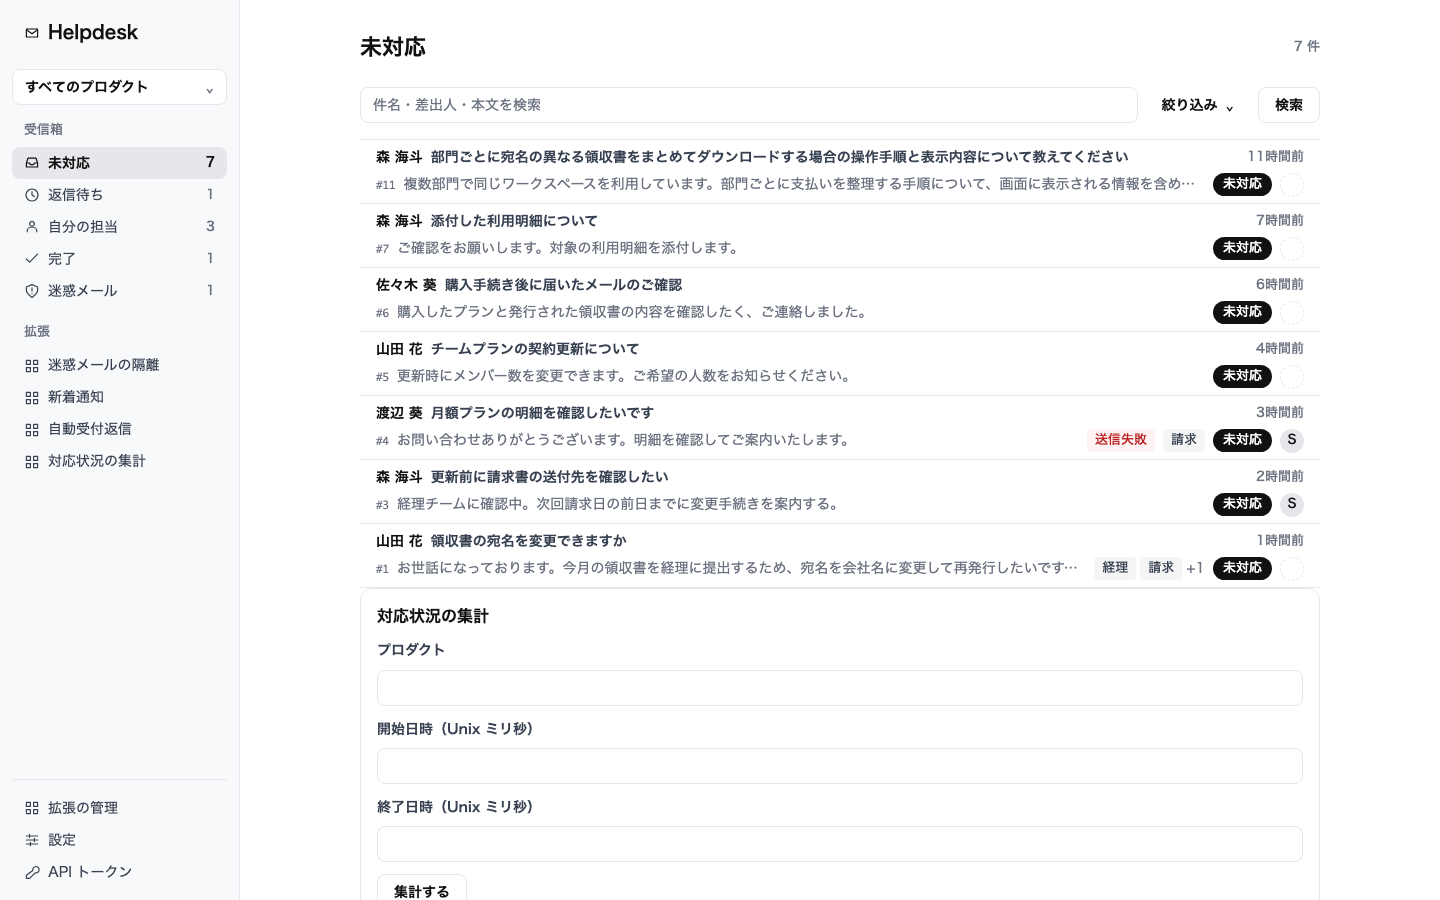 Helpdesk
すべてのプロダクト
受信箱
未対応 7
返信待ち 1
自分の担当 3
完了 1
迷惑メール 1
拡張
迷惑メールの隔離
新着通知
自動受付返信
対応状況の集計
拡張の管理
設定
API トークン
未対応 7 件
件名・差出人・本文を検索 絞り込み 検索
森 海斗 部門ごとに宛名の異なる領収書をまとめてダウンロードする場合の操作手順と表示内容について教えてください 11時間前
#11 複数部門で同じワークスペースを利用しています。部門ごとに支払いを整理する手順について、画面に表示される情報を含め… 未対応
森 海斗 添付した利用明細について 7時間前
#7 ご確認をお願いします。対象の利用明細を添付します。 未対応
佐々木 葵 購入手続き後に届いたメールのご確認 6時間前
#6 購入したプランと発行された領収書の内容を確認したく、ご連絡しました。 未対応
山田 花 チームプランの契約更新について 4時間前
#5 更新時にメンバー数を変更できます。ご希望の人数をお知らせください。 未対応
渡辺 葵 月額プランの明細を確認したいです 3時間前
#4 お問い合わせありがとうございます。明細を確認してご案内いたします。 送信失敗 請求 未対応 S
森 海斗 更新前に請求書の送付先を確認したい 2時間前
#3 経理チームに確認中。次回請求日の前日までに変更手続きを案内する。 未対応 S
山田 花 領収書の宛名を変更できますか 1時間前
#1 お世話になっております。今月の領収書を経理に提出するため、宛名を会社名に変更して再発行したいです… 経理 請求 +1 未対応
対応状況の集計
プロダクト
開始日時（Unix ミリ秒）
終了日時（Unix ミリ秒）
集計する